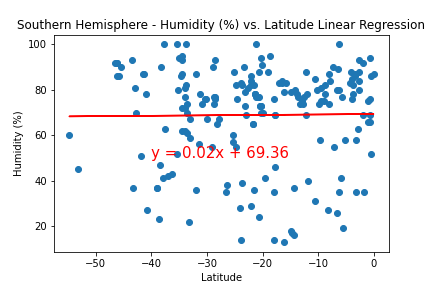 Southern Hemisphere - Humidity (%) vs. Latitude Linear Regression
100
80
60
40
20
Humidity (%)
y = 0.02x + 69.36
−50
−40
−30
−20
−10
0
Latitude